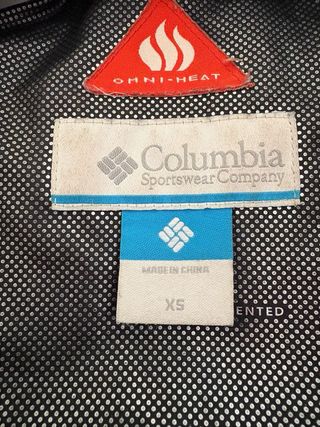 OMNI-HEAT
Columbia
Sportswear Company
MADE IN CHINA
XS
ENTED